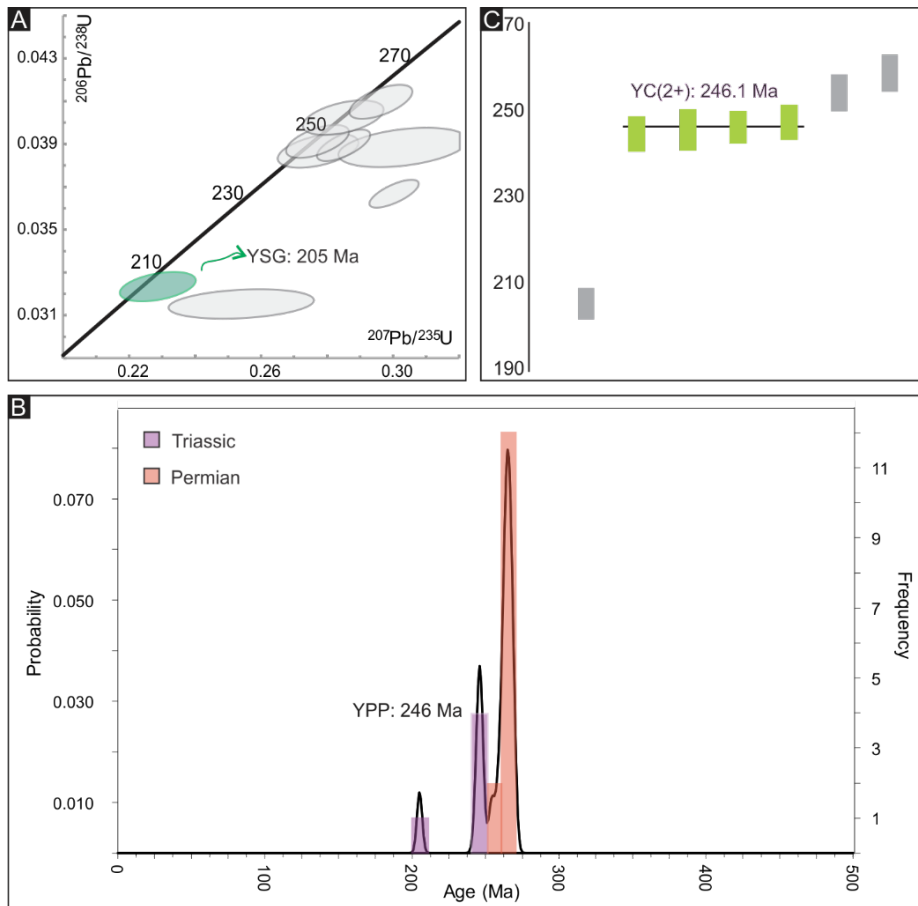 A
²⁰⁶Pb/²³⁸U
0.043
0.039
0.035
0.031
270
250
230
210
YSG: 205 Ma
²⁰⁷Pb/²³⁵U
0.22
0.26
0.30
C
270
250
230
210
190
YC(2+): 246.1 Ma
B
Triassic
Permian
Probability
0.070
0.050
0.030
0.010
YPP: 246 Ma
Frequency
11
9
7
5
3
1
0
100
200
300
400
500
Age (Ma)